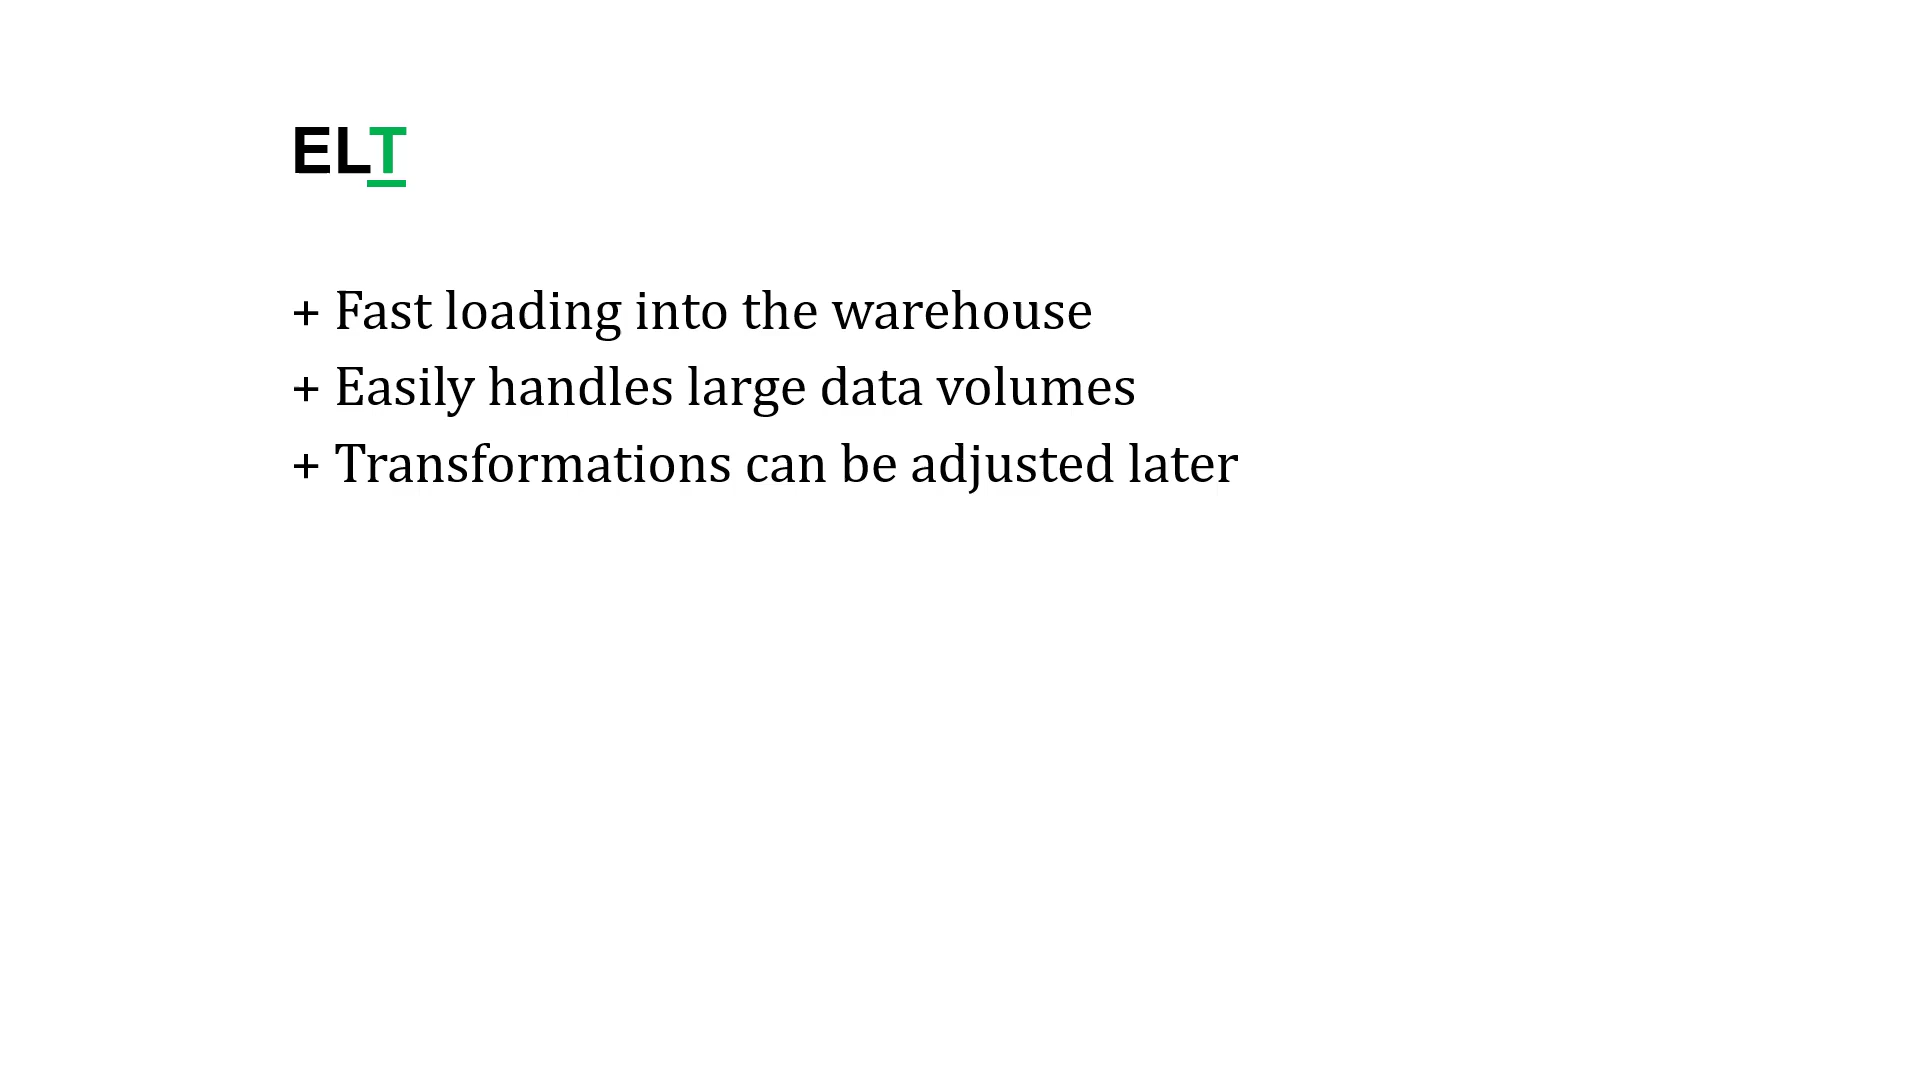 ELT
+ Fast loading into the warehouse
+ Easily handles large data volumes
+ Transformations can be adjusted later